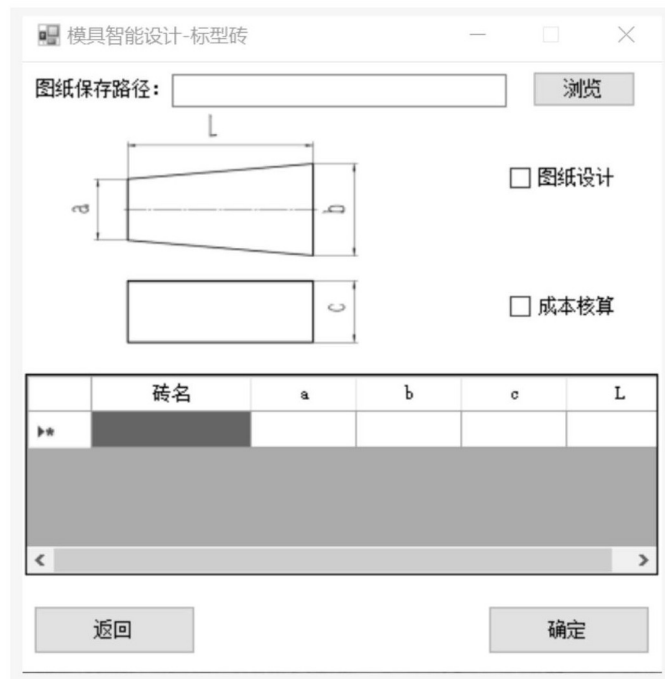 模具智能设计-标型砖
图纸保存路径：
浏览
L
a
b
图纸设计
c
成本核算
砖名 a b c L
返回 确定